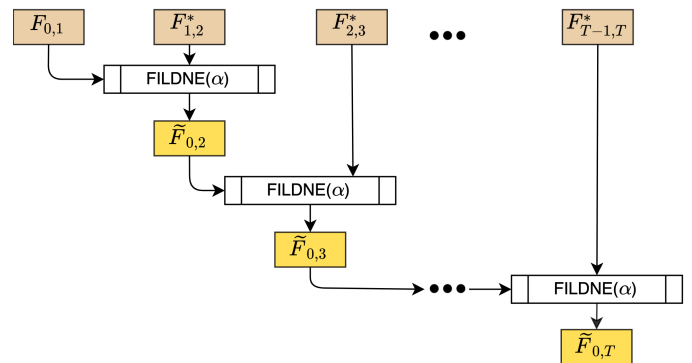 F_{0,1} F^*_{1,2} F^*_{2,3} ●●● F^*_{T−1,T}
FILDNE(α)
F̃_{0,2}
FILDNE(α)
F̃_{0,3}
●●● FILDNE(α)
F̃_{0,T}